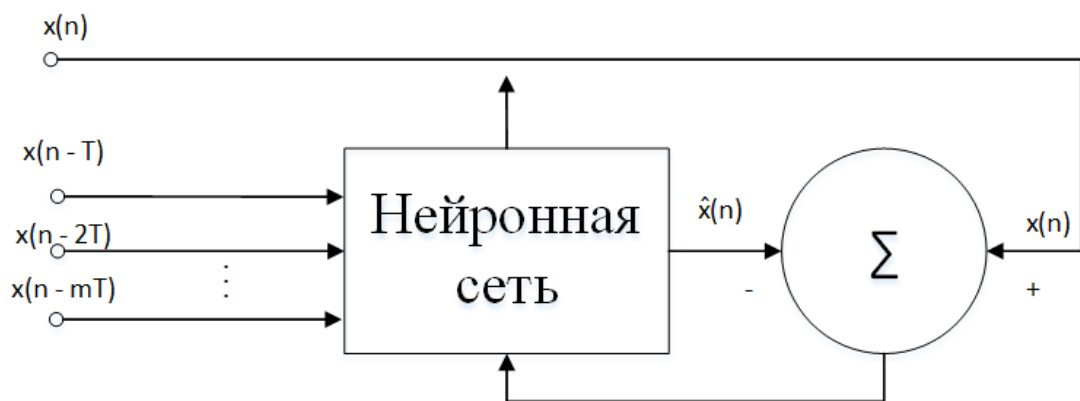 x(n)
x(n - T)
x(n - 2T)
⋮
x(n - mT)
Нейронная
сеть
x̂(n)
-
Σ
x(n)
+